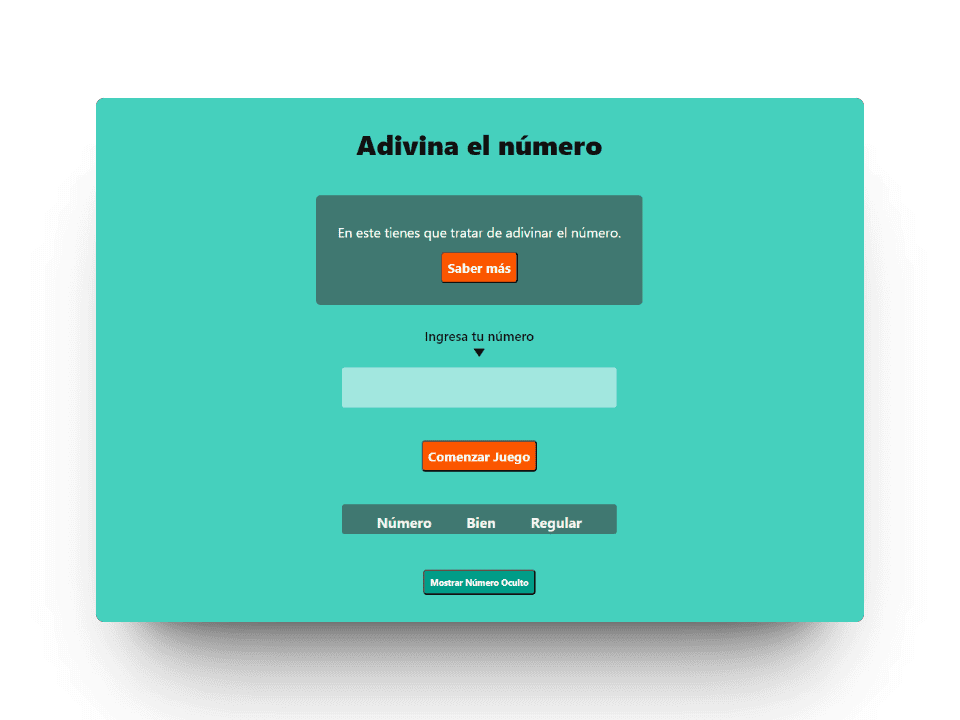 Adivina el número
En este tienes que tratar de adivinar el número.
Saber más
Ingresa tu número
Comenzar Juego
Número Bien Regular
Mostrar Número Oculto